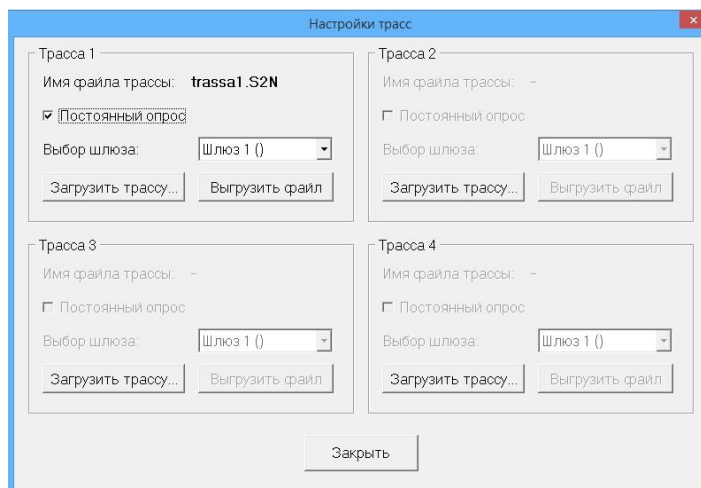 Настройки трасс
Трасса 1
Имя файла трассы: trassa1.S2N
Постоянный опрос
Выбор шлюза: Шлюз 1 ()
Загрузить трассу... Выгрузить файл
Трасса 2
Имя файла трассы: -
Постоянный опрос
Выбор шлюза: Шлюз 1 ()
Загрузить трассу... Выгрузить файл
Трасса 3
Имя файла трассы: -
Постоянный опрос
Выбор шлюза: Шлюз 1 ()
Загрузить трассу... Выгрузить файл
Трасса 4
Имя файла трассы: -
Постоянный опрос
Выбор шлюза: Шлюз 1 ()
Загрузить трассу... Выгрузить файл
Закрыть